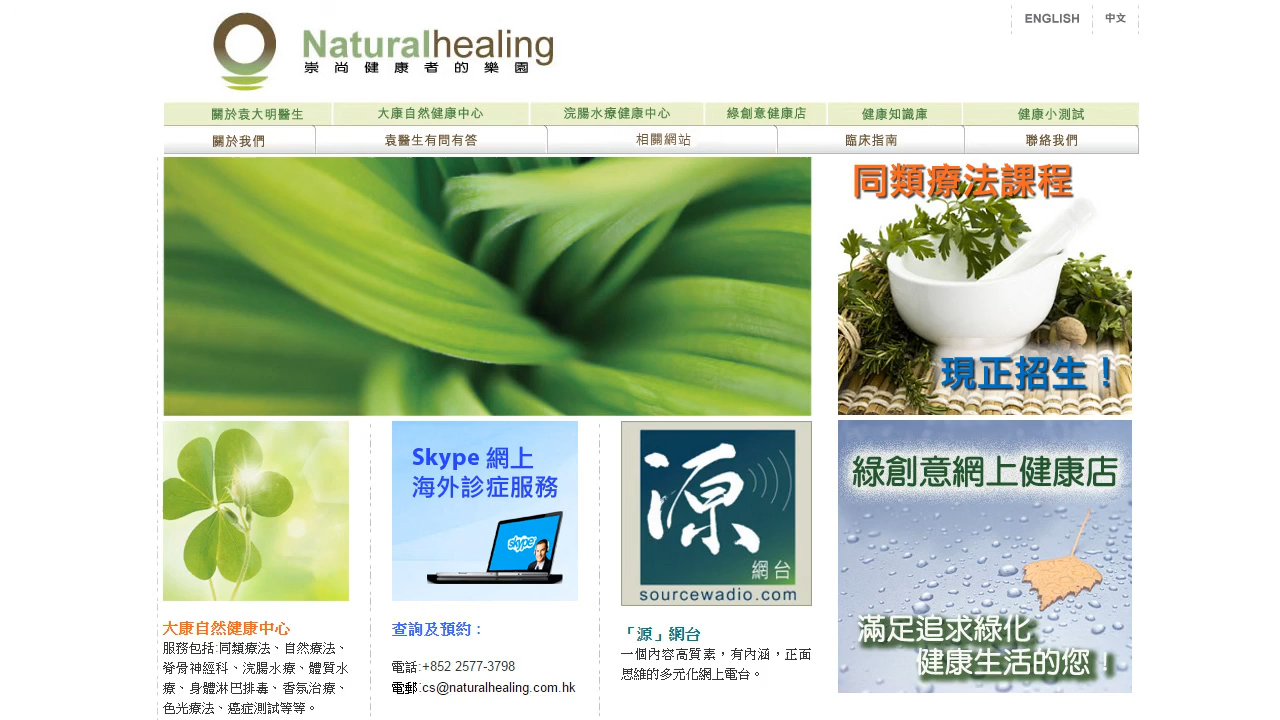 ENGLISH 中文
Naturalhealing
崇尚健康者的樂園
關於袁大明醫生 大康自然健康中心 浣腸水療健康中心 綠創意健康店 健康知識庫 健康小測試
關於我們 袁醫生有問有答 相關網站 臨床指南 聯絡我們
同類療法課程
現正招生！
Skype 網上
海外診症服務
skype
源
網台
sourcewadio.com
綠創意網上健康店
滿足追求綠化
健康生活的您！
大康自然健康中心
服務包括:同類療法、自然療法、
脊骨神經科、浣腸水療、體質水
療、身體淋巴排毒、香氛治療、
色光療法、癌症測試等等。
查詢及預約：
電話:+852 2577-3798
電郵:cs@naturalhealing.com.hk
「源」網台
一個內容高質素，有內涵，正面
思維的多元化網上電台。